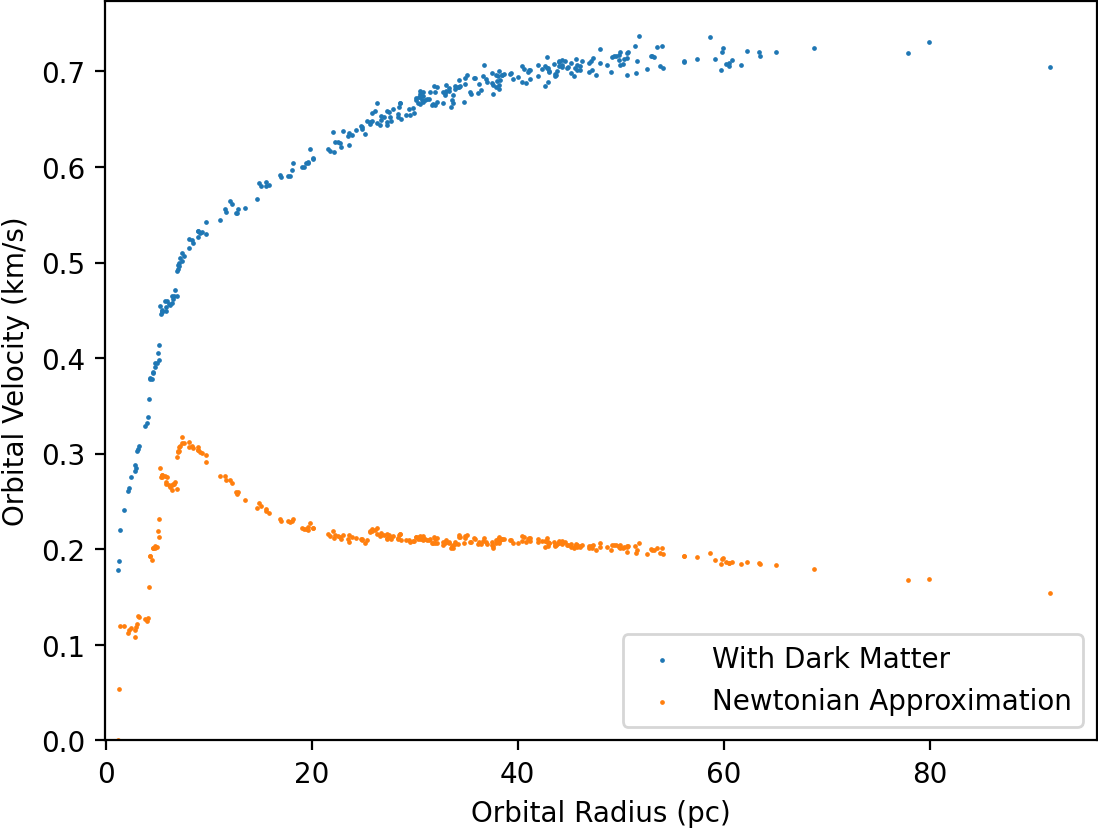 0.7
0.6
0.5
0.4
0.3
0.2
0.1
0.0
Orbital Velocity (km/s)
With Dark Matter
Newtonian Approximation
0 20 40 60 80
Orbital Radius (pc)